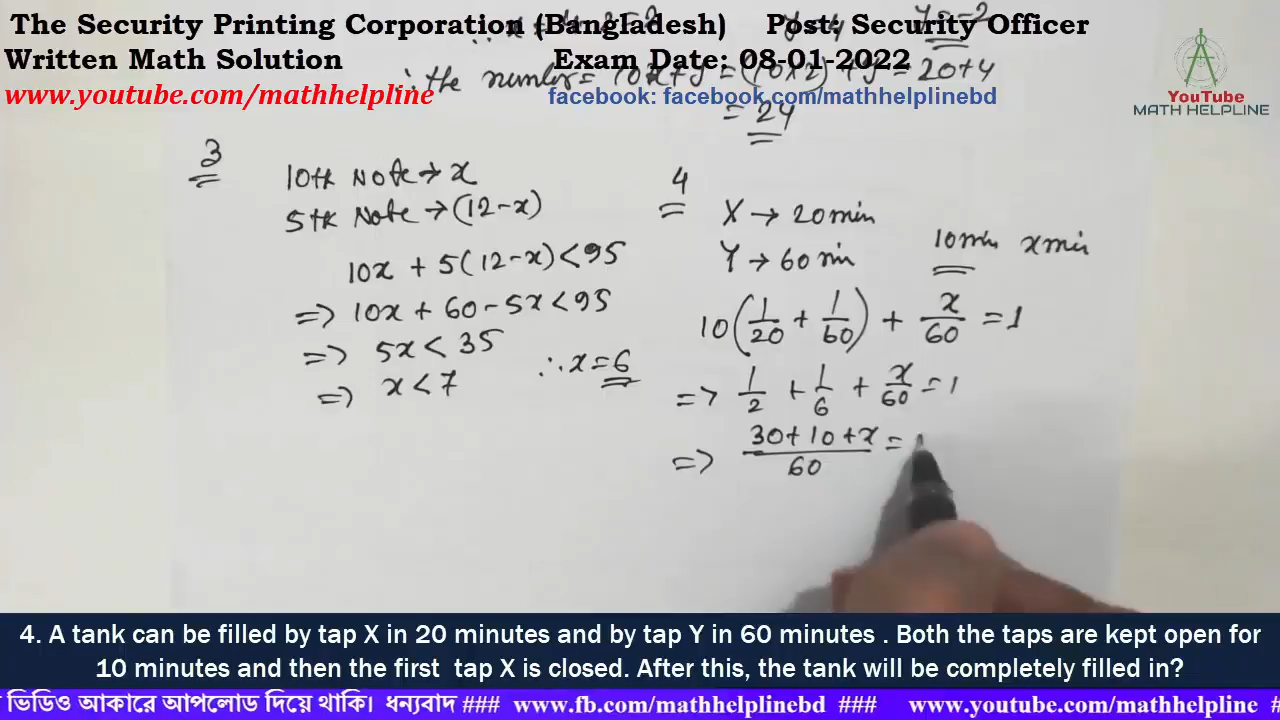 The Security Printing Corporation (Bangladesh) Post: Security Officer
Written Math Solution Exam Date: 08-01-2022
www.youtube.com/mathhelpline
facebook: facebook.com/mathhelplinebd
YouTube
MATH HELPLINE
∴ the number = 10x+y = (10×2)+y = 20+4
= 24
3
10tk Note → x
5tk Note → (12-x)
10x + 5(12-x) < 95
=> 10x + 60 - 5x < 95
=> 5x < 35
=> x < 7
∴ x = 6
4
X → 20 min
Y → 60 min
10min xmin
10(1/20 + 1/60) + x/60 = 1
=> 1/2 + 1/6 + x/60 = 1
=> 30+10+x/60 =
4. A tank can be filled by tap X in 20 minutes and by tap Y in 60 minutes . Both the taps are kept open for
10 minutes and then the first tap X is closed. After this, the tank will be completely filled in?
ভিডিও আকারে আপলোড দিয়ে থাকি। ধন্যবাদ ### www.fb.com/mathhelplinebd ### www.youtube.com/mathhelpline #